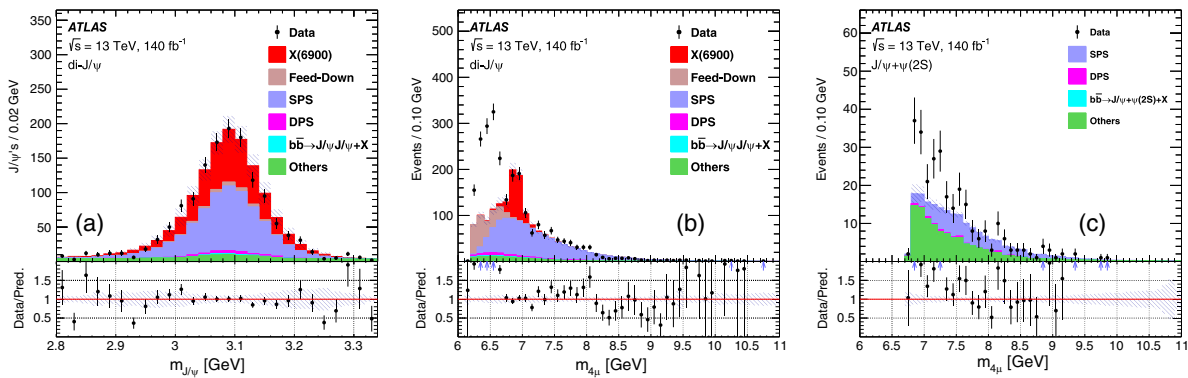 ATLAS
√s = 13 TeV, 140 fb⁻¹
di-J/ψ
Data
X(6900)
Feed-Down
SPS
DPS
bb̅→J/ψJ/ψ+X
Others
(a)
J/ψ's / 0.02 GeV
350
300
250
200
150
100
50
Data/Pred.
1.5
1
0.5
2.8 2.9 3 3.1 3.2 3.3
m_J/ψ [GeV]
ATLAS
√s = 13 TeV, 140 fb⁻¹
di-J/ψ
Data
X(6900)
Feed-Down
SPS
DPS
bb̅→J/ψJ/ψ+X
Others
(b)
Events / 0.10 GeV
500
400
300
200
100
Data/Pred.
1.5
1
0.5
6 6.5 7 7.5 8 8.5 9 9.5 10 10.5 11
m_4μ [GeV]
ATLAS
√s = 13 TeV, 140 fb⁻¹
J/ψ+ψ(2S)
Data
SPS
DPS
bb̅→J/ψ+ψ(2S)+X
Others
(c)
Events / 0.10 GeV
60
50
40
30
20
10
Data/Pred.
1.5
1
0.5
6 6.5 7 7.5 8 8.5 9 9.5 10 10.5 11
m_4μ [GeV]